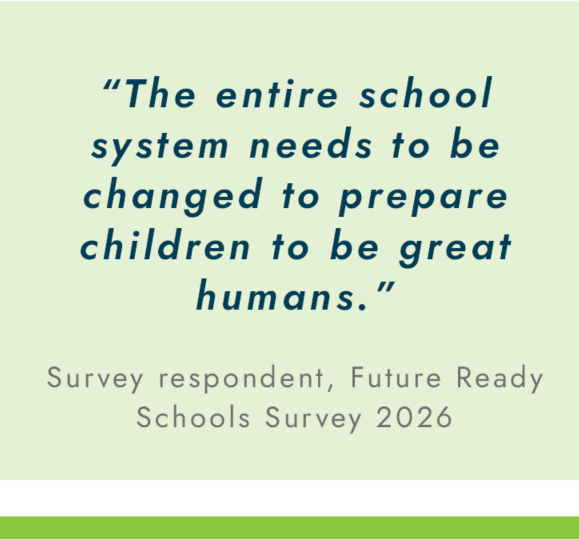 “The entire school
system needs to be
changed to prepare
children to be great
humans.”
Survey respondent, Future Ready
Schools Survey 2026